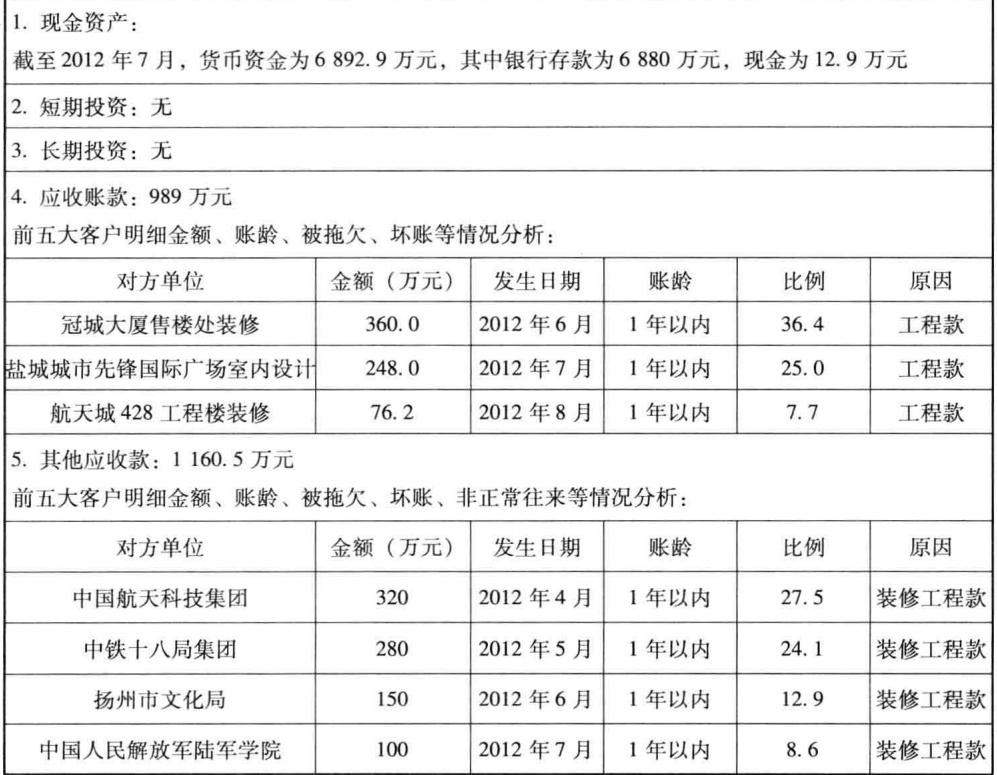 1. 现金资产：
截至 2012 年 7 月，货币资金为 6 892.9 万元，其中银行存款为 6 880 万元，现金为 12.9 万元
2. 短期投资：无
3. 长期投资：无
4. 应收账款：989 万元
前五大客户明细金额、账龄、被拖欠、坏账等情况分析：
对方单位 金额（万元） 发生日期 账龄 比例 原因
冠城大厦售楼处装修 360.0 2012 年 6 月 1 年以内 36.4 工程款
盐城城市先锋国际广场室内设计 248.0 2012 年 7 月 1 年以内 25.0 工程款
航天城 428 工程楼装修 76.2 2012 年 8 月 1 年以内 7.7 工程款
5. 其他应收款：1 160.5 万元
前五大客户明细金额、账龄、被拖欠、坏账、非正常往来等情况分析：
对方单位 金额（万元） 发生日期 账龄 比例 原因
中国航天科技集团 320 2012 年 4 月 1 年以内 27.5 装修工程款
中铁十八局集团 280 2012 年 5 月 1 年以内 24.1 装修工程款
扬州市文化局 150 2012 年 6 月 1 年以内 12.9 装修工程款
中国人民解放军陆军学院 100 2012 年 7 月 1 年以内 8.6 装修工程款